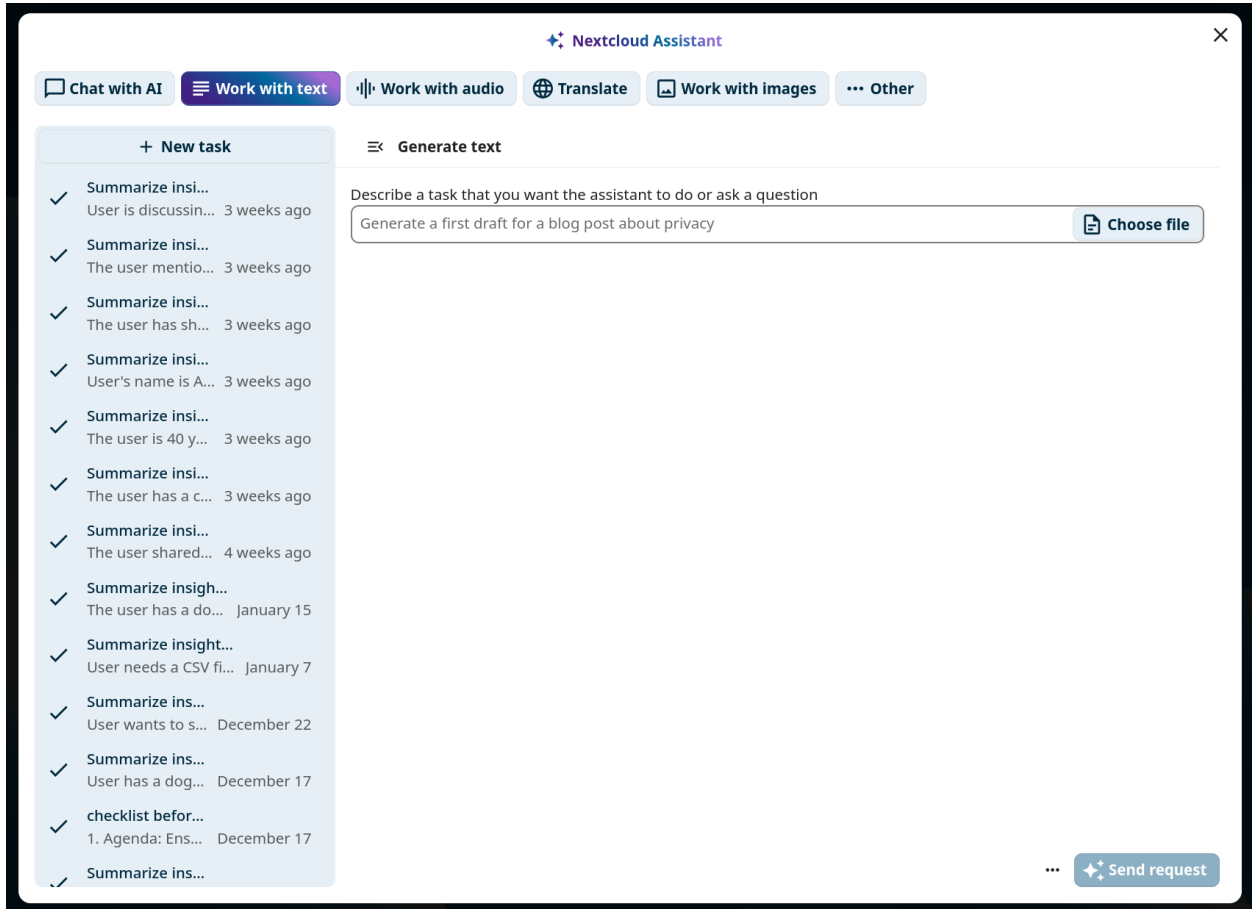 Nextcloud Assistant
Chat with AI
Work with text
Work with audio
Translate
Work with images
Other
+ New task
Generate text
Summarize insi...
User is discussin... 3 weeks ago
Summarize insi...
The user mentio... 3 weeks ago
Summarize insi...
The user has sh... 3 weeks ago
Summarize insi...
User's name is A... 3 weeks ago
Summarize insi...
The user is 40 y... 3 weeks ago
Summarize insi...
The user has a c... 3 weeks ago
Summarize insi...
The user shared... 4 weeks ago
Summarize insigh...
The user has a do... January 15
Summarize insight...
User needs a CSV fi... January 7
Summarize ins...
User wants to s... December 22
Summarize ins...
User has a dog... December 17
checklist befor...
1. Agenda: Ens... December 17
Summarize ins...
Describe a task that you want the assistant to do or ask a question
Generate a first draft for a blog post about privacy
Choose file
Send request